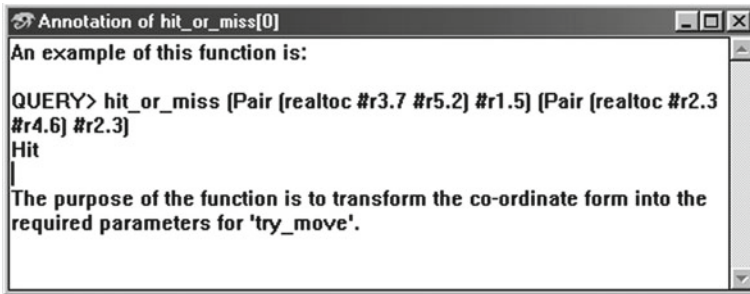 Annotation of hit_or_miss[0]
An example of this function is:
QUERY> hit_or_miss (Pair (realtoc #r3.7 #r5.2) #r1.5) (Pair (realtoc #r2.3
#r4.6) #r2.3)
Hit
The purpose of the function is to transform the co-ordinate form into the
required parameters for 'try_move'.